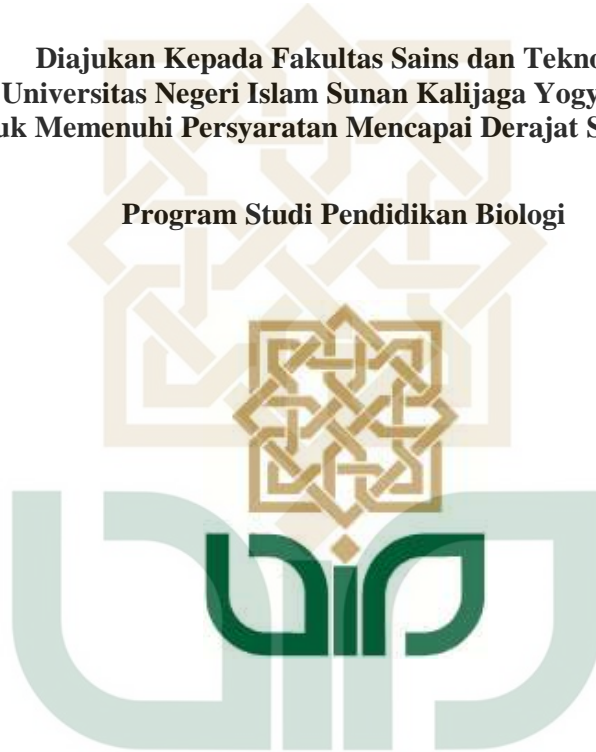 Diajukan Kepada Fakultas Sains dan Tekno
Universitas Negeri Islam Sunan Kalijaga Yogy
uk Memenuhi Persyaratan Mencapai Derajat S
Program Studi Pendidikan Biologi
uin